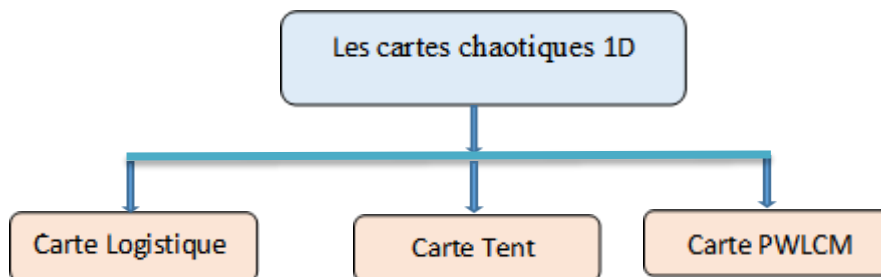 Les cartes chaotiques 1D
Carte Logistique
Carte Tent
Carte PWLCM